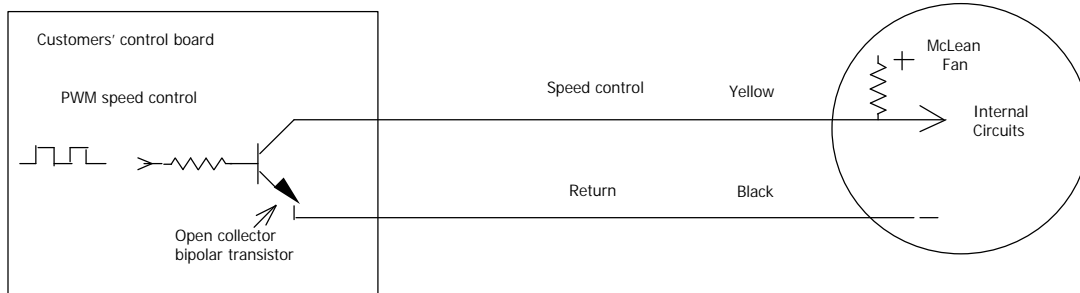 Customers' control board
PWM speed control
Open collector
bipolar transistor
Speed control
Yellow
Return
Black
McLean
Fan
Internal
Circuits